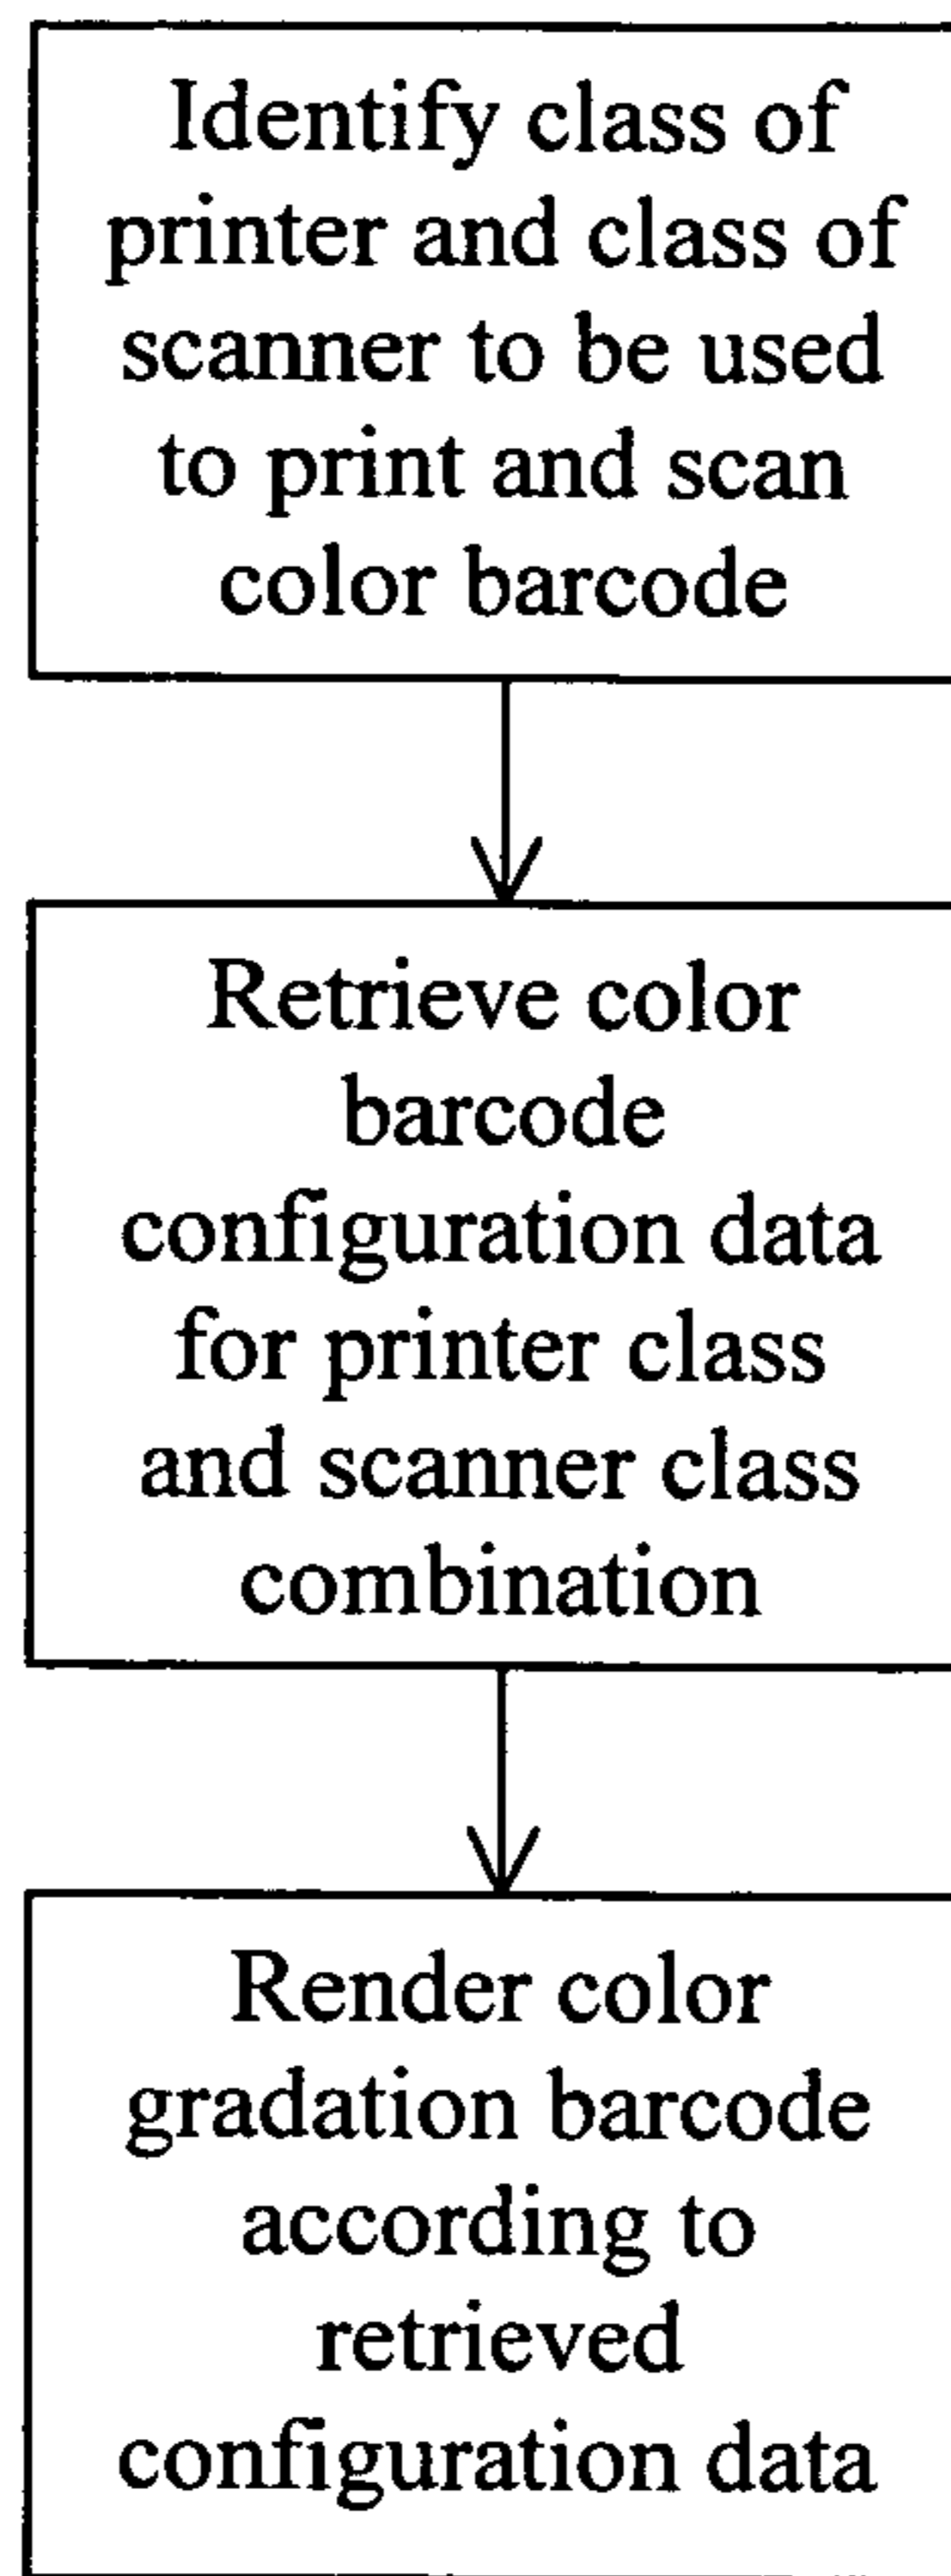 Identify class of
printer and class of
scanner to be used
to print and scan
color barcode
Retrieve color
barcode
configuration data
for printer class
and scanner class
combination
Render color
gradation barcode
according to
retrieved
configuration data